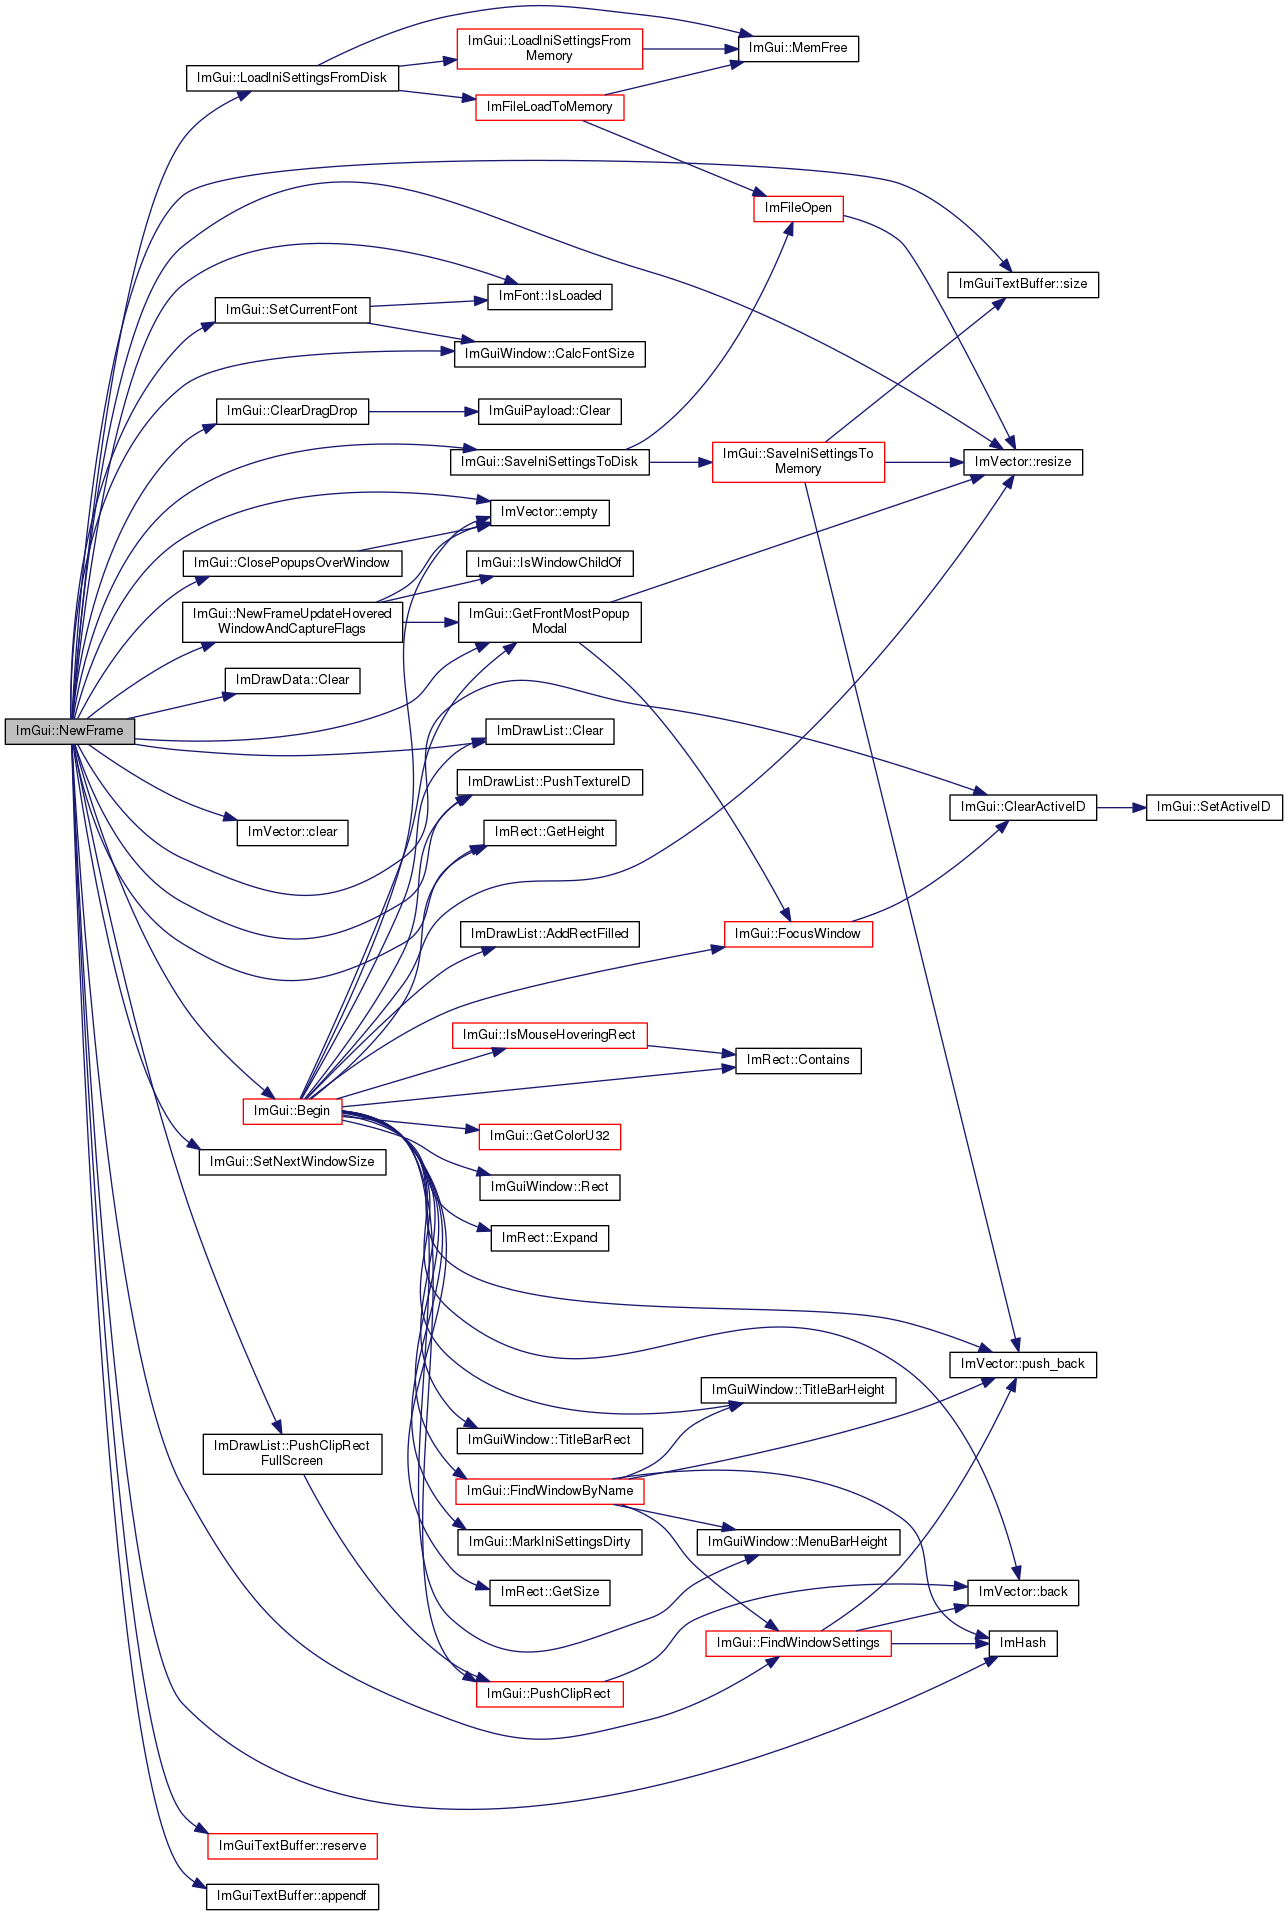 ImGui::LoadIniSettingsFrom
Memory
ImGui::MemFree
ImGui::LoadIniSettingsFromDisk
ImFileLoadToMemory
ImFileOpen
ImGuiTextBuffer::size
ImFont::IsLoaded
ImGui::SetCurrentFont
ImGuiWindow::CalcFontSize
ImGui::ClearDragDrop
ImGuiPayload::Clear
ImGui::SaveIniSettingsToDisk
ImGui::SaveIniSettingsTo
Memory
ImVector::resize
ImVector::empty
ImGui::ClosePopupsOverWindow
ImGui::IsWindowChildOf
ImGui::NewFrameUpdateHovered
WindowAndCaptureFlags
ImGui::GetFrontMostPopup
Modal
ImDrawData::Clear
ImGui::NewFrame
ImDrawList::Clear
ImDrawList::PushTextureID
ImGui::ClearActiveID
ImGui::SetActiveID
ImVector::clear
ImRect::GetHeight
ImDrawList::AddRectFilled
ImGui::FocusWindow
ImGui::IsMouseHoveringRect
ImRect::Contains
ImGui::Begin
ImGui::GetColorU32
ImGui::SetNextWindowSize
ImGuiWindow::Rect
ImRect::Expand
ImVector::push_back
ImGuiWindow::TitleBarHeight
ImGuiWindow::TitleBarRect
ImDrawList::PushClipRect
FullScreen
ImGui::FindWindowByName
ImGui::MarkIniSettingsDirty
ImGuiWindow::MenuBarHeight
ImRect::GetSize
ImVector::back
ImGui::FindWindowSettings
ImHash
ImGui::PushClipRect
ImGuiTextBuffer::reserve
ImGuiTextBuffer::appendf